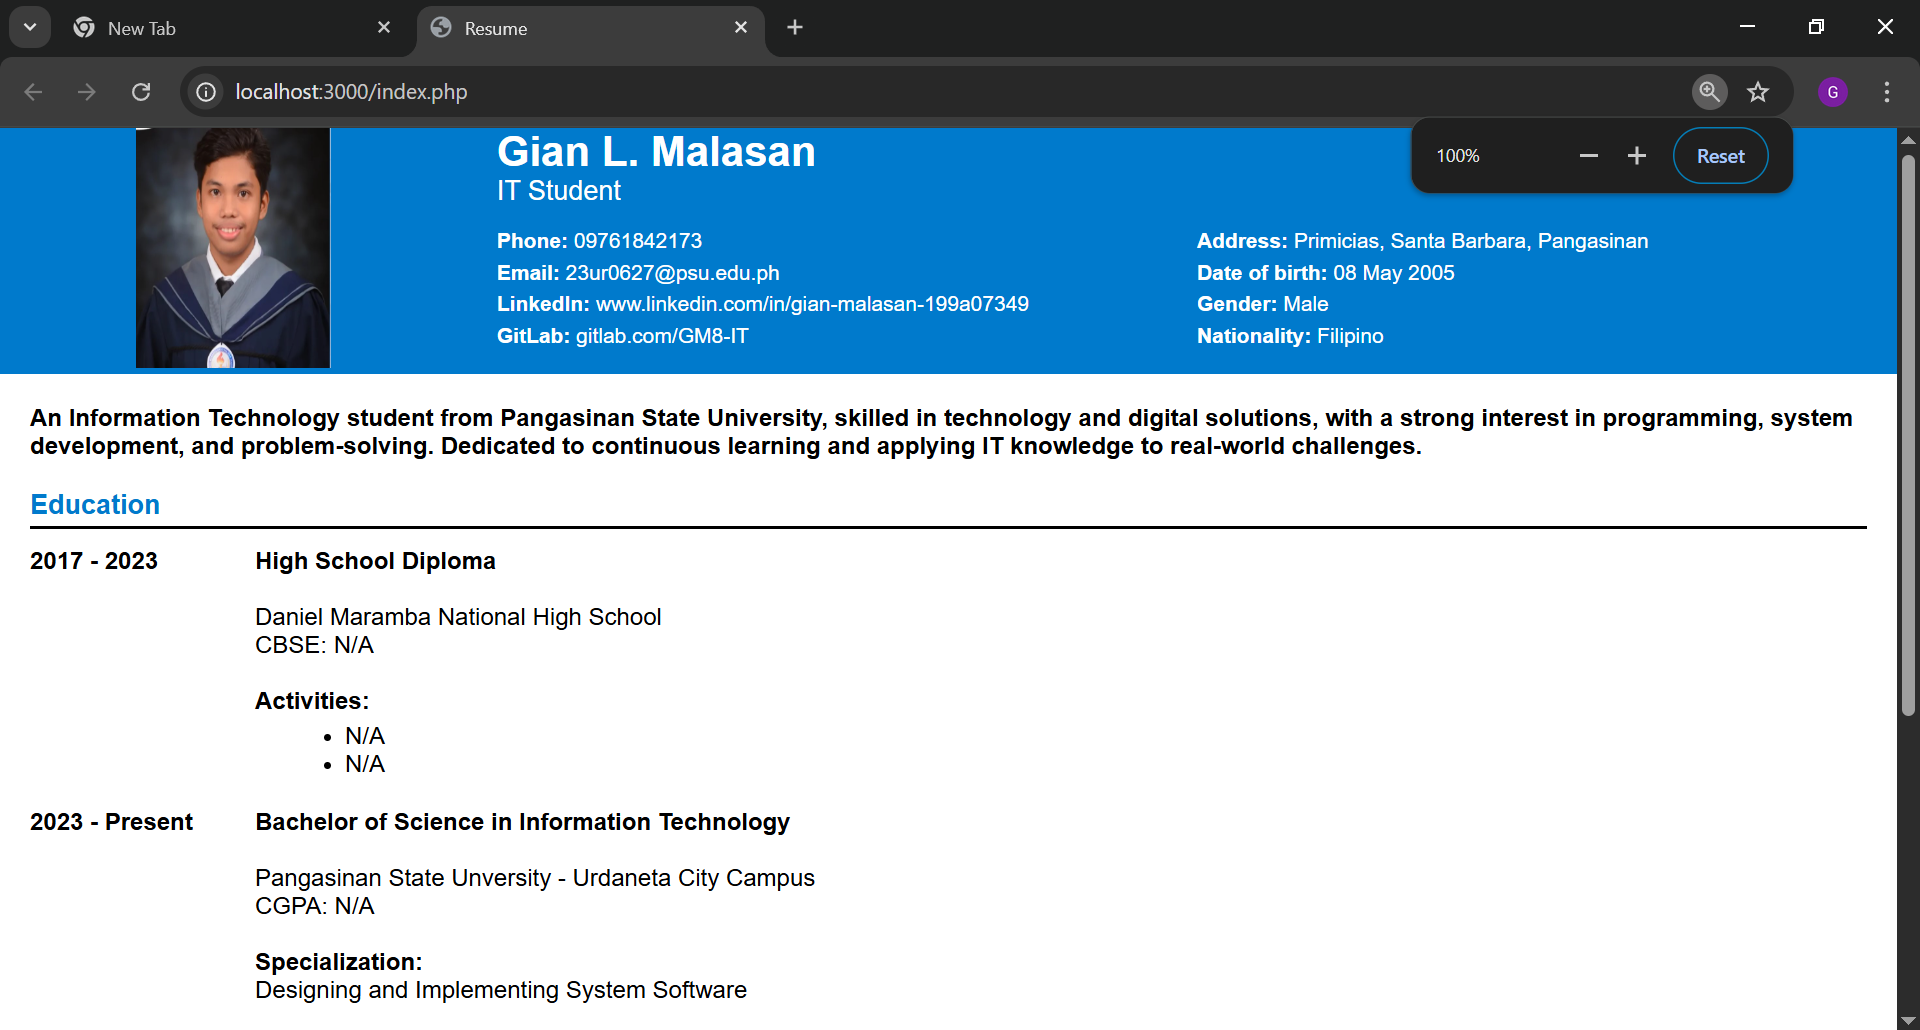 New Tab
Resume
localhost:3000/index.php
G
100%
Reset
Gian L. Malasan
IT Student
Phone: 09761842173
Email: 23ur0627@psu.edu.ph
LinkedIn: www.linkedin.com/in/gian-malasan-199a07349
GitLab: gitlab.com/GM8-IT
Address: Primicias, Santa Barbara, Pangasinan
Date of birth: 08 May 2005
Gender: Male
Nationality: Filipino
An Information Technology student from Pangasinan State University, skilled in technology and digital solutions, with a strong interest in programming, system
development, and problem-solving. Dedicated to continuous learning and applying IT knowledge to real-world challenges.
Education
2017 - 2023 High School Diploma
Daniel Maramba National High School
CBSE: N/A
Activities:
• N/A
• N/A
2023 - Present Bachelor of Science in Information Technology
Pangasinan State Unversity - Urdaneta City Campus
CGPA: N/A
Specialization:
Designing and Implementing System Software